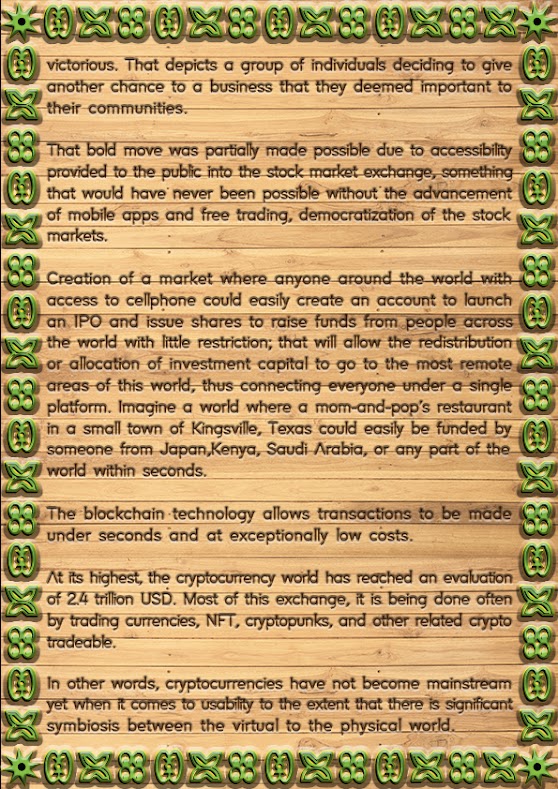 victorious. That depicts a group of individuals deciding to give
another chance to a business that they deemed important to
their communities.
That bold move was partially made possible due to accessibility
provided to the public into the stock market exchange, something
that would have never been possible without the advancement
of mobile apps and free trading, democratization of the stock
markets.
Creation of a market where anyone around the world with
access to cellphone could easily create an account to launch
an IPO and issue shares to raise funds from people across
the world with little restriction; that will allow the redistribution
or allocation of investment capital to go to the most remote
areas of this world, thus connecting everyone under a single
platform. Imagine a world where a mom-and-pop's restaurant
in a small town of Kingsville, Texas could easily be funded by
someone from Japan,Kenya, Saudi Arabia, or any part of the
world within seconds.
The blockchain technology allows transactions to be made
under seconds and at exceptionally low costs.
At its highest, the cryptocurrency world has reached an evaluation
of 2.4 trillion USD. Most of this exchange, it is being done often
by trading currencies, NFT, cryptopunks, and other related crypto
tradeable.
In other words, cryptocurrencies have not become mainstream
yet when it comes to usability to the extent that there is significant
symbiosis between the virtual to the physical world.